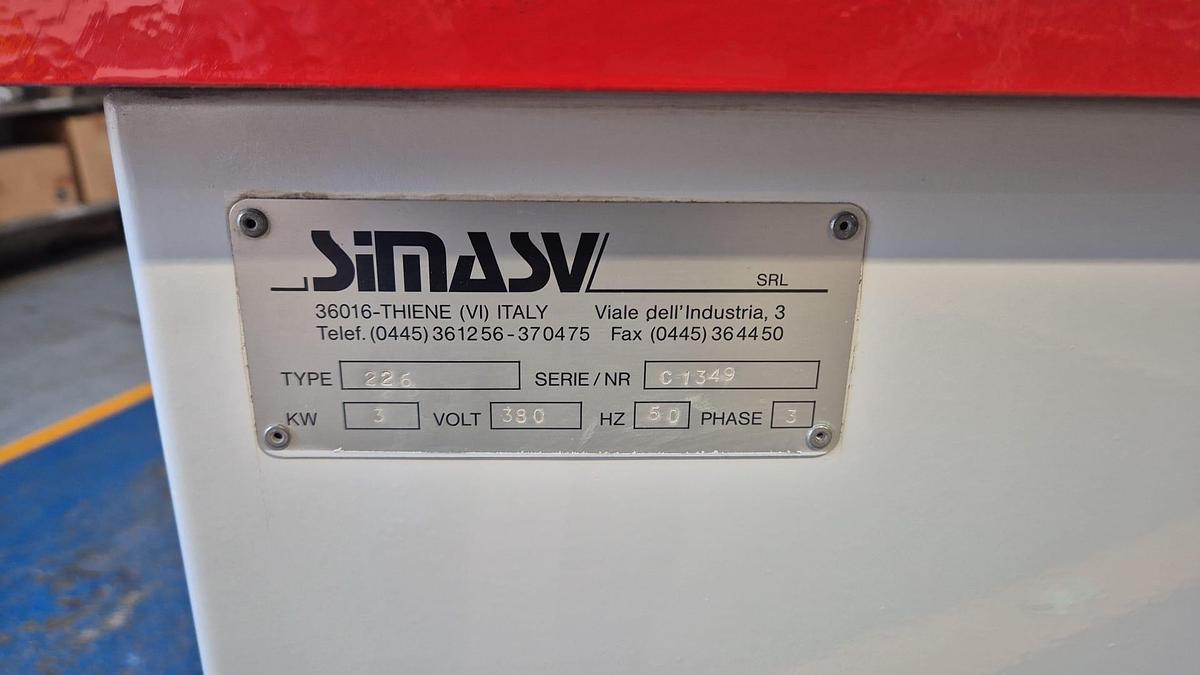 SiMASV
SRL
36016-THIENE (VI) ITALY Viale dell'Industria, 3
Telef. (0445) 361256-370475 Fax (0445) 364450
TYPE 226 SERIE/NR C1349
KW 3 VOLT 380 HZ 50 PHASE 3